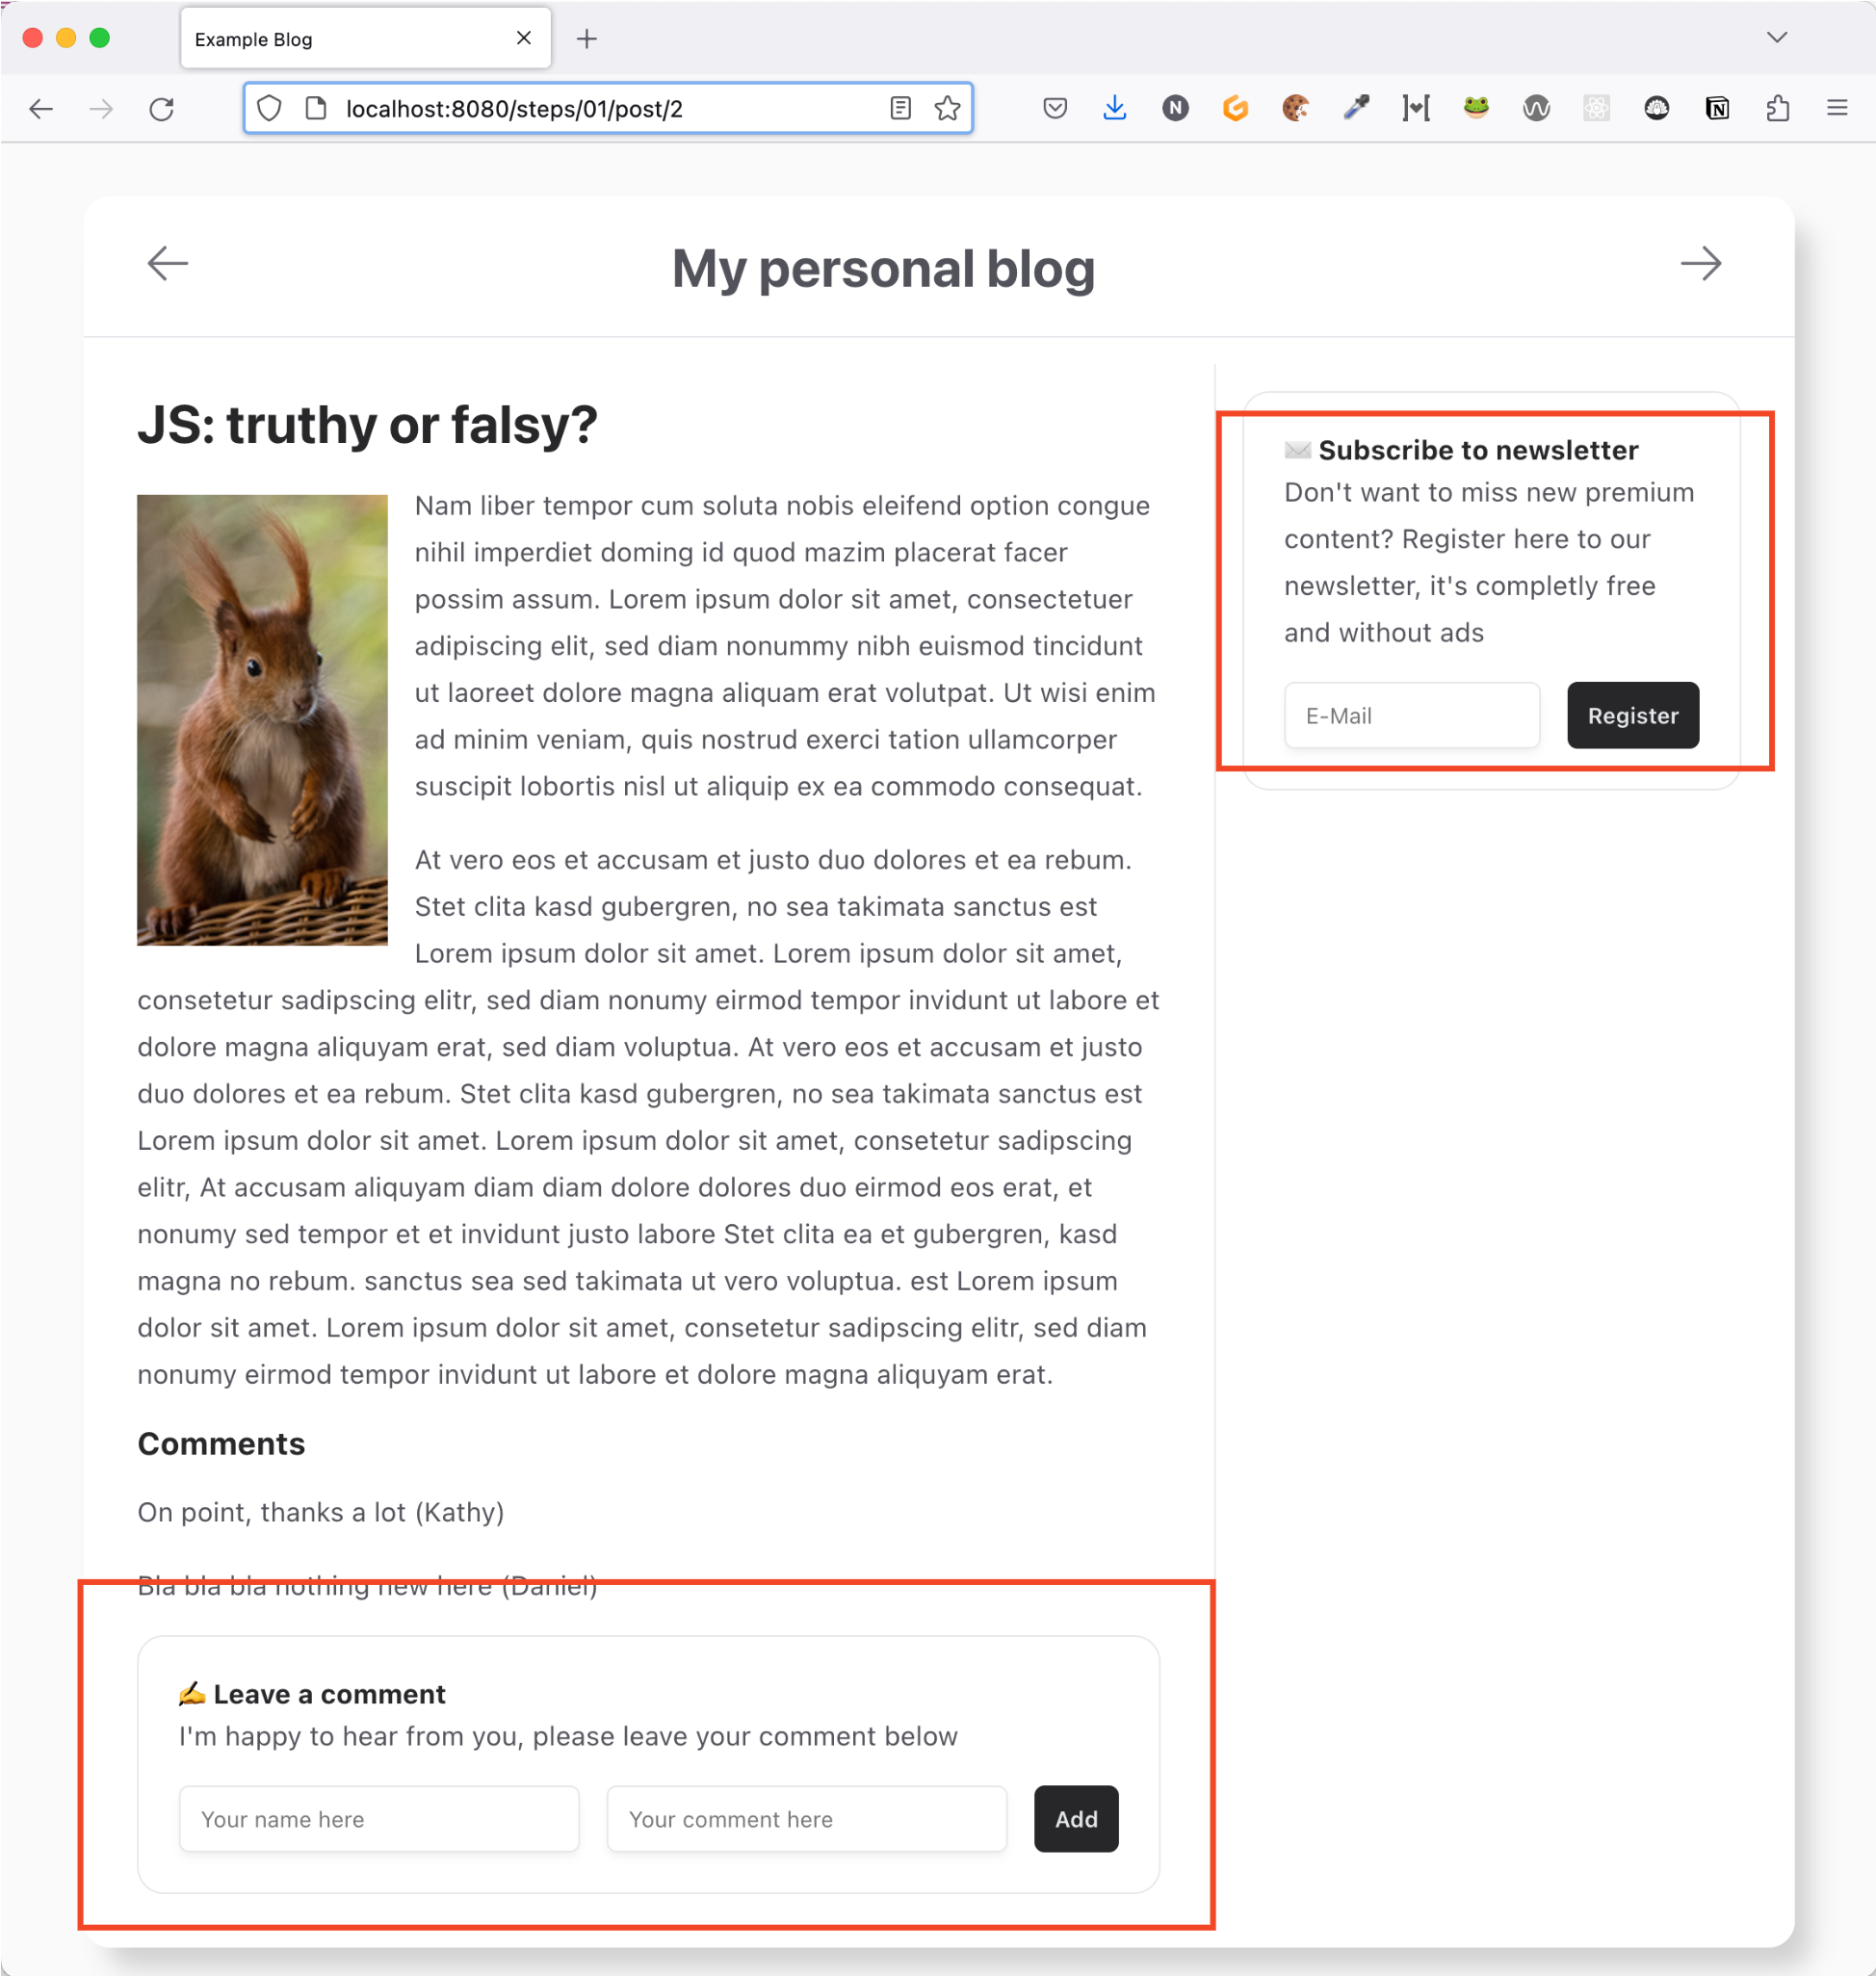 Example Blog
localhost:8080/steps/01/post/2
My personal blog
JS: truthy or falsy?
Nam liber tempor cum soluta nobis eleifend option congue
nihil imperdiet doming id quod mazim placerat facer
possim assum. Lorem ipsum dolor sit amet, consectetuer
adipiscing elit, sed diam nonummy nibh euismod tincidunt
ut laoreet dolore magna aliquam erat volutpat. Ut wisi enim
ad minim veniam, quis nostrud exerci tation ullamcorper
suscipit lobortis nisl ut aliquip ex ea commodo consequat.
At vero eos et accusam et justo duo dolores et ea rebum.
Stet clita kasd gubergren, no sea takimata sanctus est
Lorem ipsum dolor sit amet. Lorem ipsum dolor sit amet,
consetetur sadipscing elitr, sed diam nonumy eirmod tempor invidunt ut labore et
dolore magna aliquyam erat, sed diam voluptua. At vero eos et accusam et justo
duo dolores et ea rebum. Stet clita kasd gubergren, no sea takimata sanctus est
Lorem ipsum dolor sit amet. Lorem ipsum dolor sit amet, consetetur sadipscing
elitr, At accusam aliquyam diam diam dolore dolores duo eirmod eos erat, et
nonumy sed tempor et et invidunt justo labore Stet clita ea et gubergren, kasd
magna no rebum. sanctus sea sed takimata ut vero voluptua. est Lorem ipsum
dolor sit amet. Lorem ipsum dolor sit amet, consetetur sadipscing elitr, sed diam
nonumy eirmod tempor invidunt ut labore et dolore magna aliquyam erat.
Comments
On point, thanks a lot (Kathy)
Bla bla bla nothing new here (Daniel)
✍️ Leave a comment
I'm happy to hear from you, please leave your comment below
Your name here
Your comment here
Add
✉️ Subscribe to newsletter
Don't want to miss new premium
content? Register here to our
newsletter, it's completly free
and without ads
E-Mail
Register